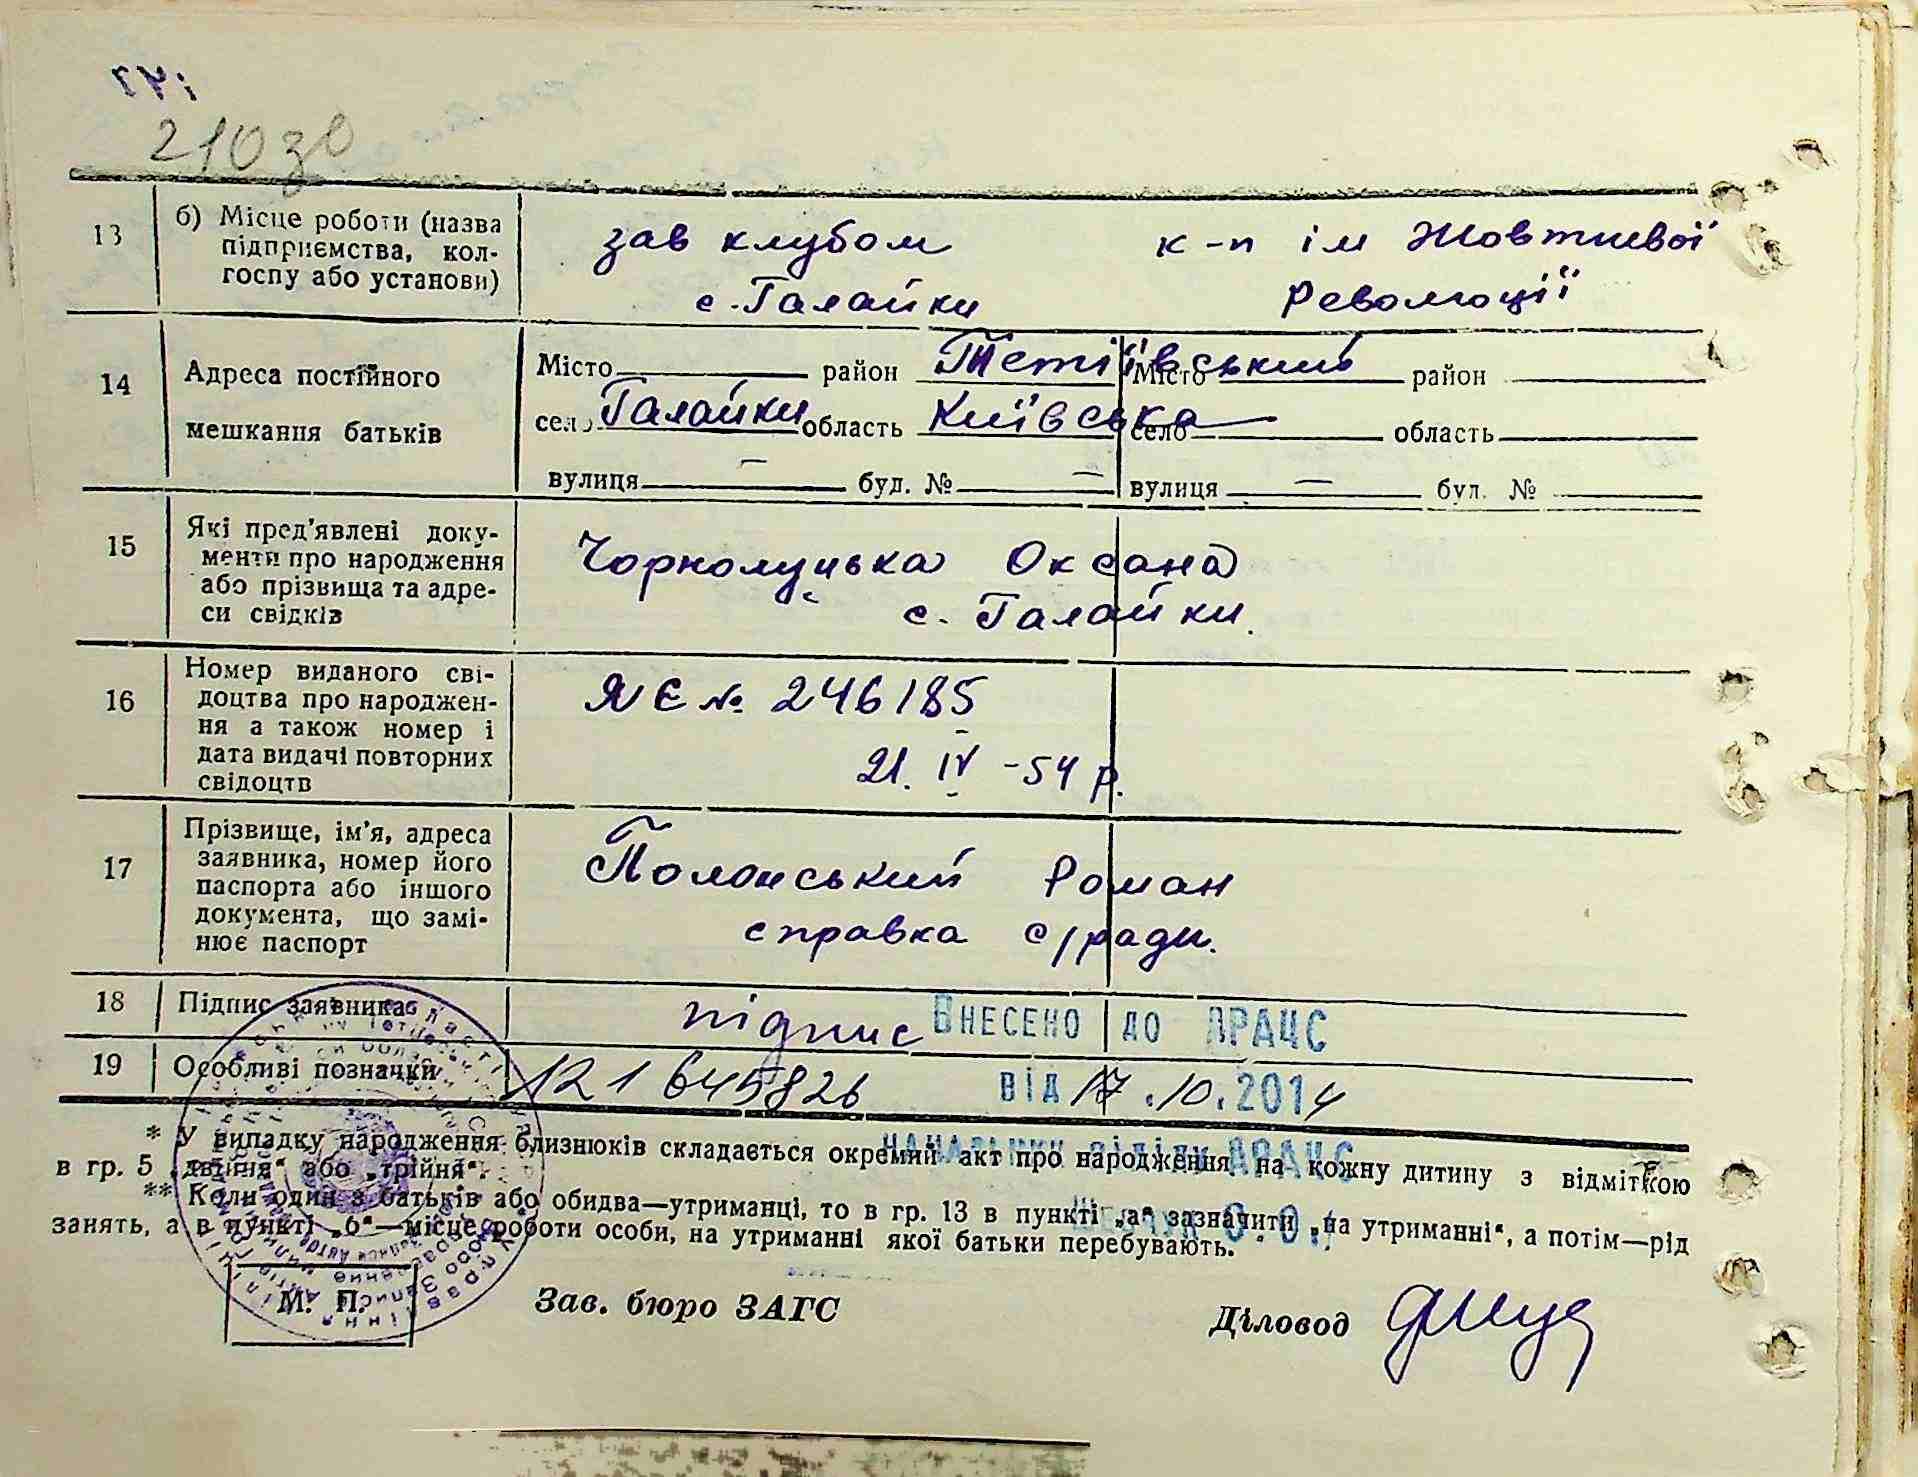 210 зв
13 б) Місце роботи (назва підприємства, колгоспу або установи) зав клубом с. Галайки к-п ім Жовтневої Революції
14 Адреса постійного мешкання батьків
Місто район Тетіївський Місто район
село Галайки область Київська село область
вулиця — буд. № — вулиця — буд. №
15 Які пред'явлені документи про народження або прізвища та адреси свідків Чорнолуцька Оксана с. Галайки.
16 Номер виданого свідоцтва про народження а також номер і дата видачі повторних свідоцтв ЯЄ № 246185
21. IV -54 р.
17 Прізвище, ім'я, адреса заявника, номер його паспорта або іншого документа, що замінює паспорт Полонський Роман
справка с/ради.
18 Підпис заявника підпис ВНЕСЕНО ДО ДРАЦС
19 Особливі позначки 121645826 ВІД 17.10.2014
* У випадку народження близнюків складається окремий акт про народження на кожну дитину з відміткою
в гр. 5 „двійня“ або „трійня“.
** Коли один з батьків або обидва—утриманці, то в гр. 13 в пункті „а“ зазначити „на утриманні“, а потім—рід
занять, а в пункті „б“—місце роботи особи, на утриманні якої батьки перебувають.
М. П. Зав. бюро ЗАГС Діловод